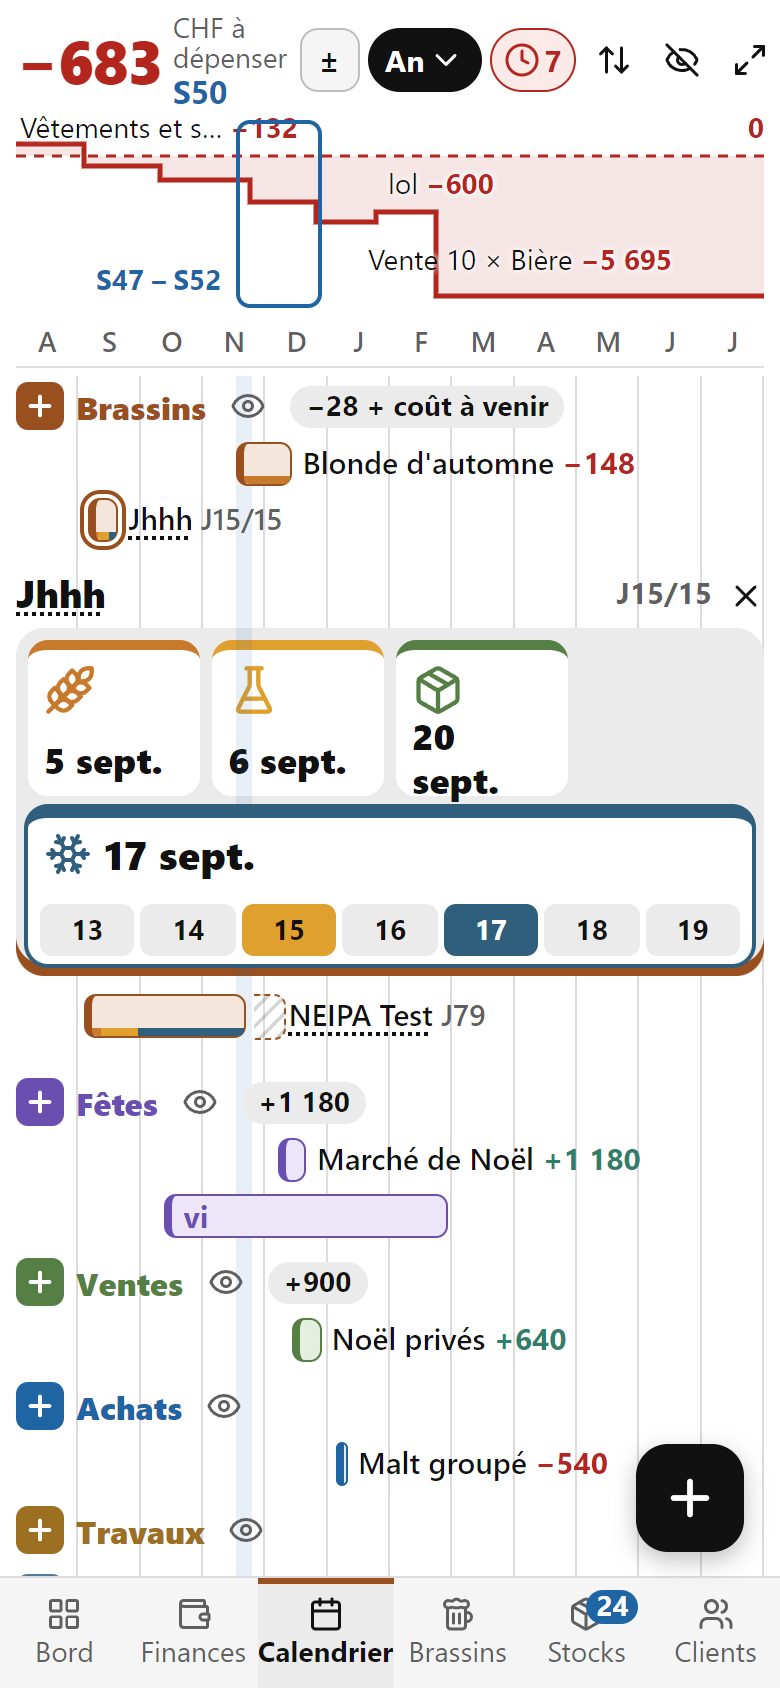 −683 CHF à dépenser S50 ± An 7
Vêtements et s... −132 0
lol −600
Vente 10 × Bière −5 695
S47 – S52
A S O N D J F M A M J J
Brassins −28 + coût à venir
Blonde d'automne −148
Jhhh J15/15
Jhhh J15/15
5 sept. 6 sept. 20 sept.
17 sept.
13 14 15 16 17 18 19
NEIPA Test J79
Fêtes +1 180
Marché de Noël +1 180
vi
Ventes +900
Noël privés +640
Achats
Malt groupé −540
Travaux
24
Bord Finances Calendrier Brassins Stocks Clients